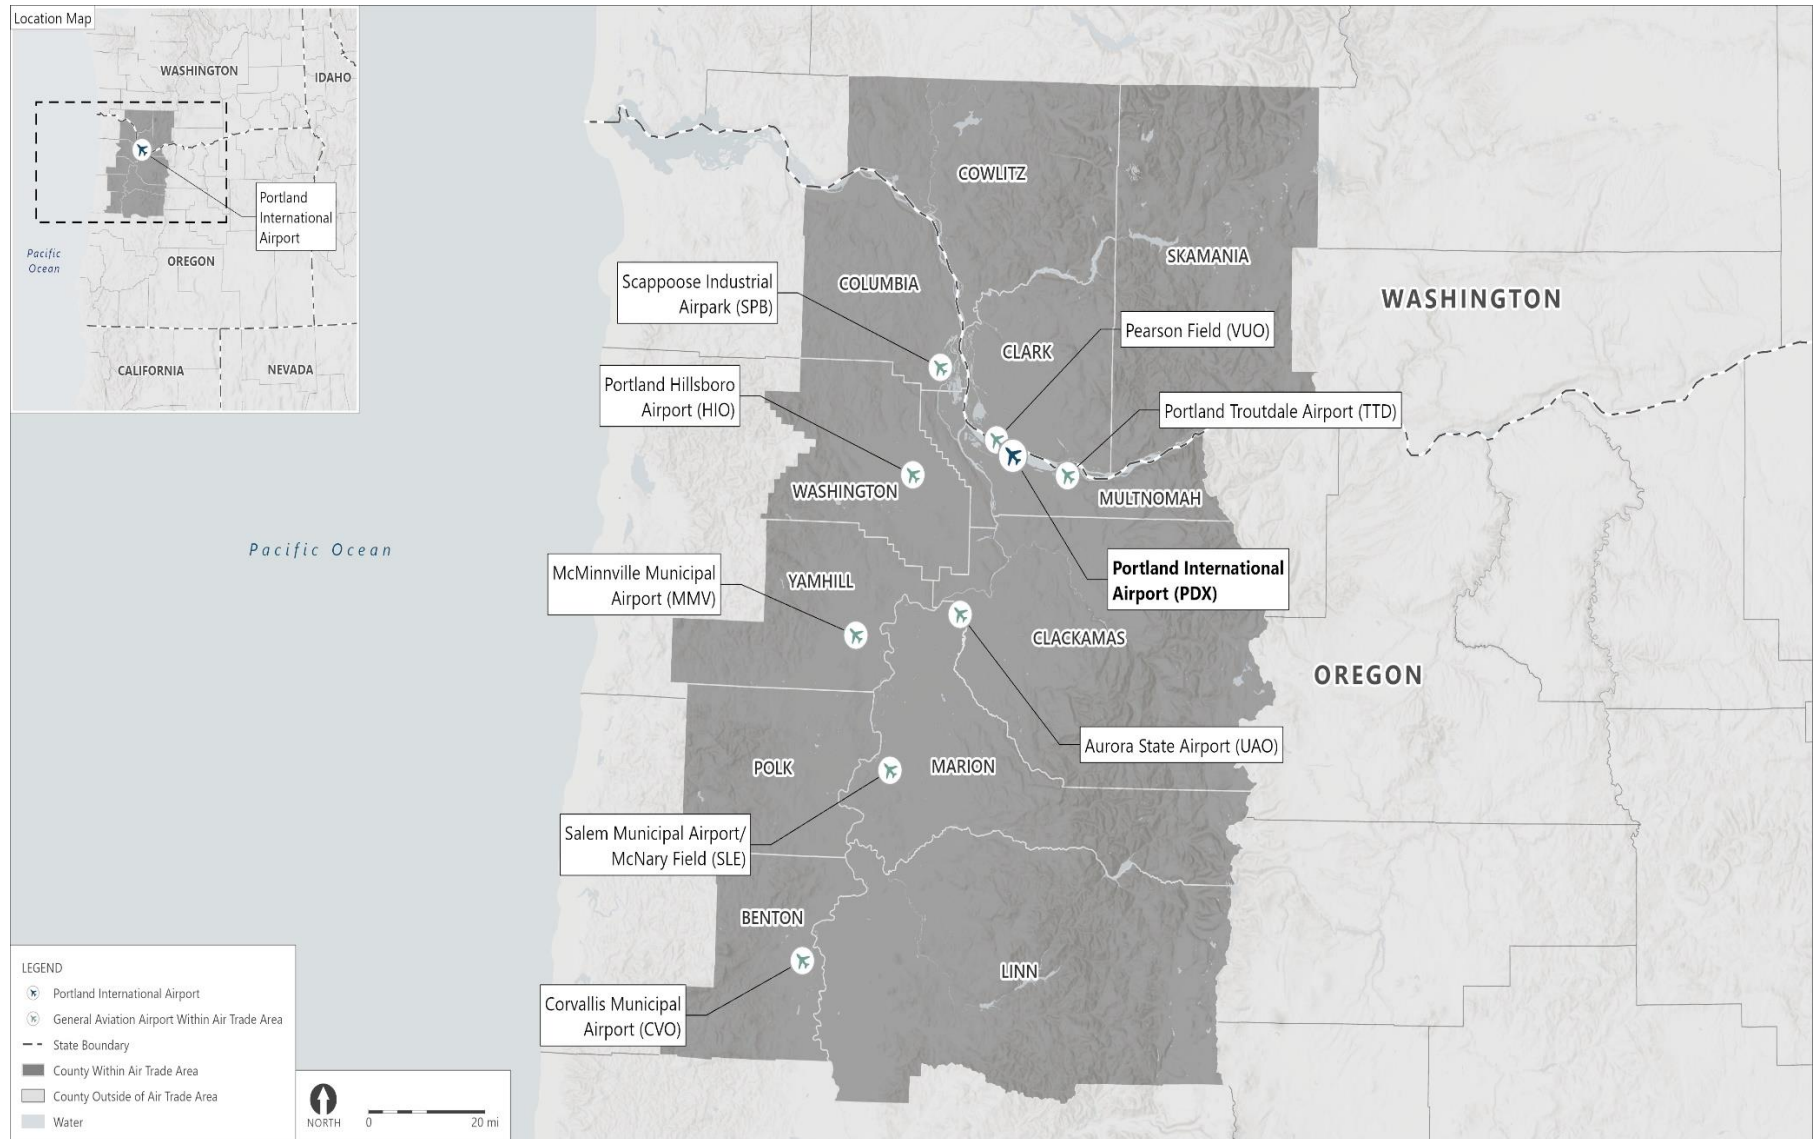 Location Map
WASHINGTON
IDAHO
Portland
International
Airport
Pacific
Ocean
OREGON
CALIFORNIA
NEVADA
COWLITZ
SKAMANIA
COLUMBIA
Scappoose Industrial
Airpark (SPB)
WASHINGTON
Pearson Field (VUO)
CLARK
Portland Hillsboro
Airport (HIO)
Portland Troutdale Airport (TTD)
WASHINGTON
MULTNOMAH
Pacific Ocean
McMinnville Municipal
Airport (MMV)
YAMHILL
Portland International
Airport (PDX)
CLACKAMAS
OREGON
Aurora State Airport (UAO)
POLK
MARION
Salem Municipal Airport/
McNary Field (SLE)
BENTON
LINN
Corvallis Municipal
Airport (CVO)
LEGEND
Portland International Airport
General Aviation Airport Within Air Trade Area
State Boundary
County Within Air Trade Area
County Outside of Air Trade Area
Water
NORTH
0 20 mi